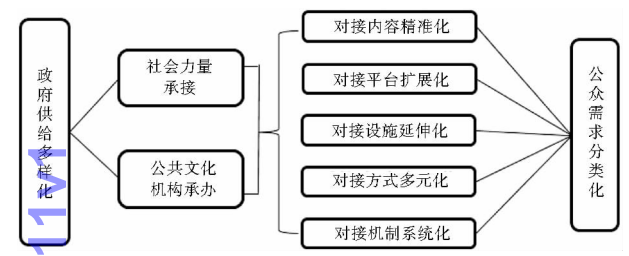 政府供给多样化
社会力量
承接
公共文化
机构承办
对接内容精准化
对接平台扩展化
对接设施延伸化
对接方式多元化
对接机制系统化
公众需求分类化
11v1